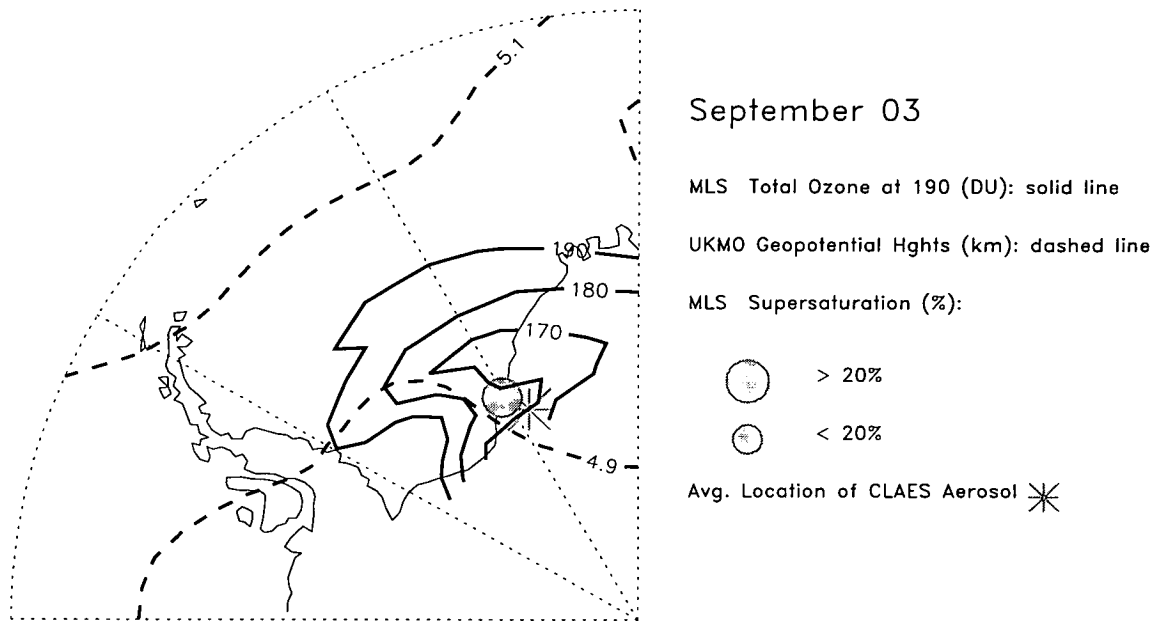 5.1
September 03
MLS Total Ozone at 190 (DU): solid line
UKMO Geopotential Hghts (km): dashed line
MLS Supersaturation (%):
190
180
170
> 20%
< 20%
4.9
Avg. Location of CLAES Aerosol